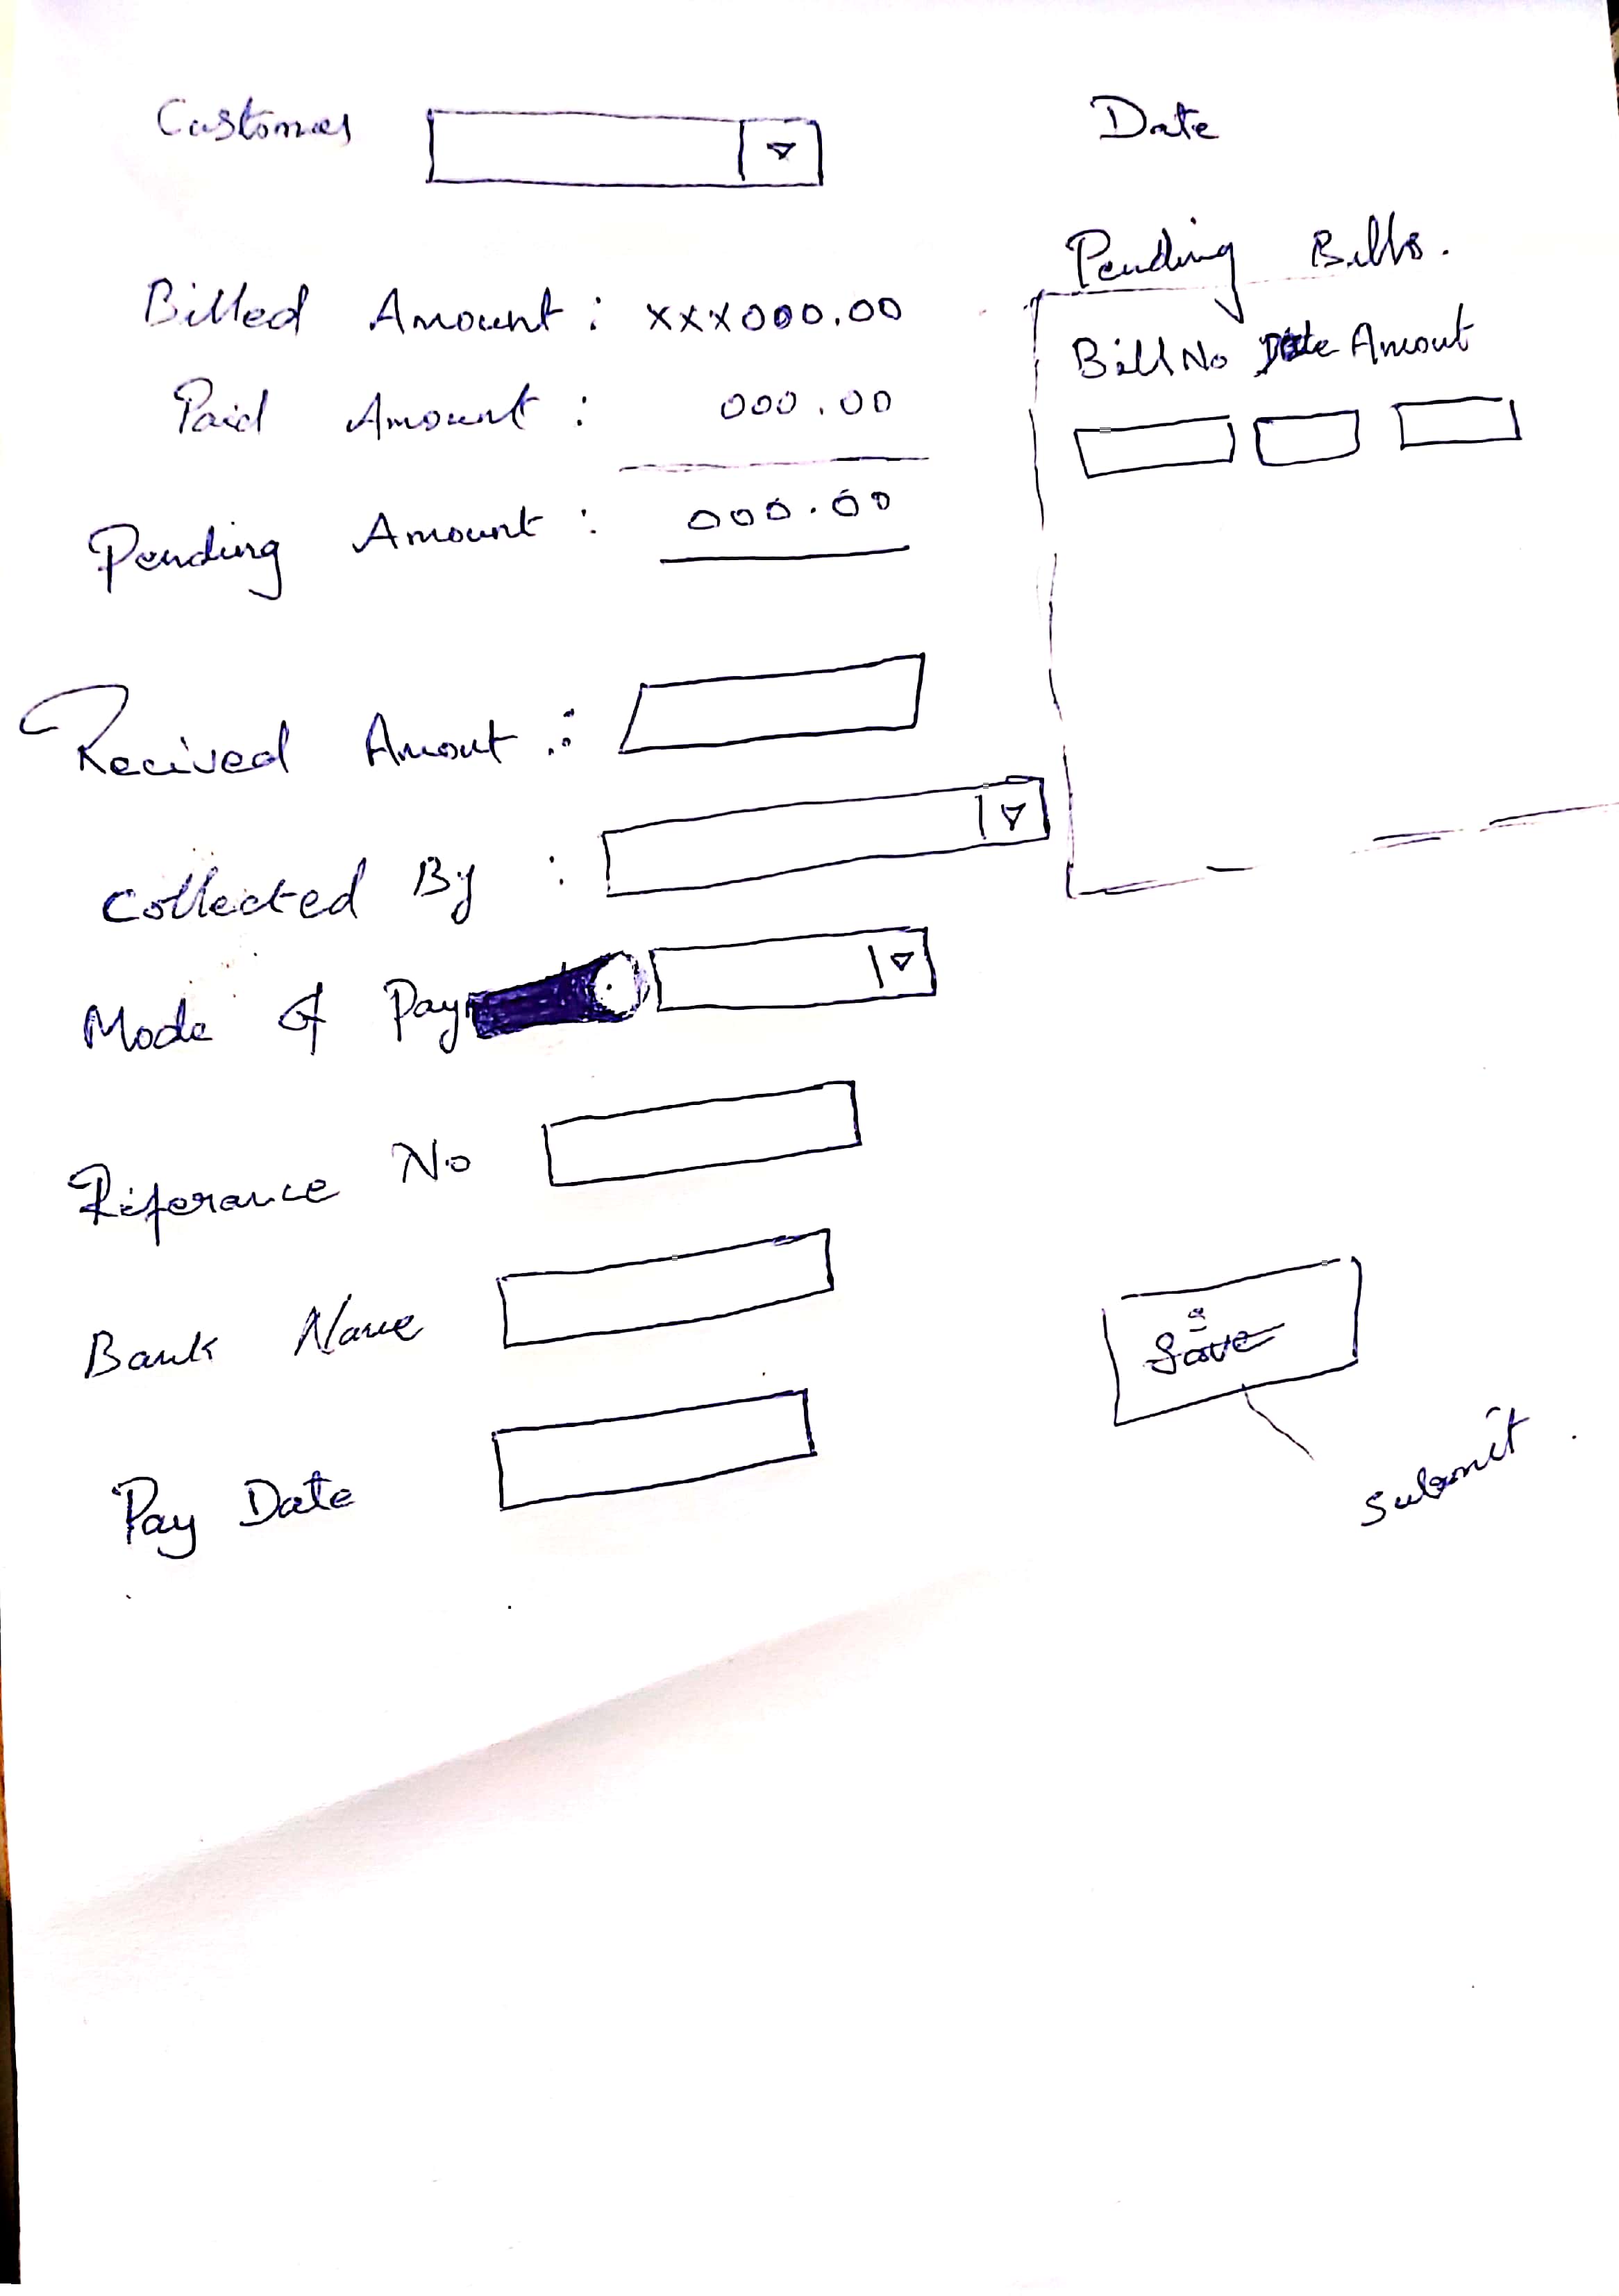 Customer
Date
Billed Amount : xxx000.00
Paid Amount : 000.00
Pending Amount : 000.00
Pending Bills.
Bill No Date Amout
Recived Amout :
Collected By :
Mode of Pay
Riferance No
Bank Name
Pay Date
Save
Submit.